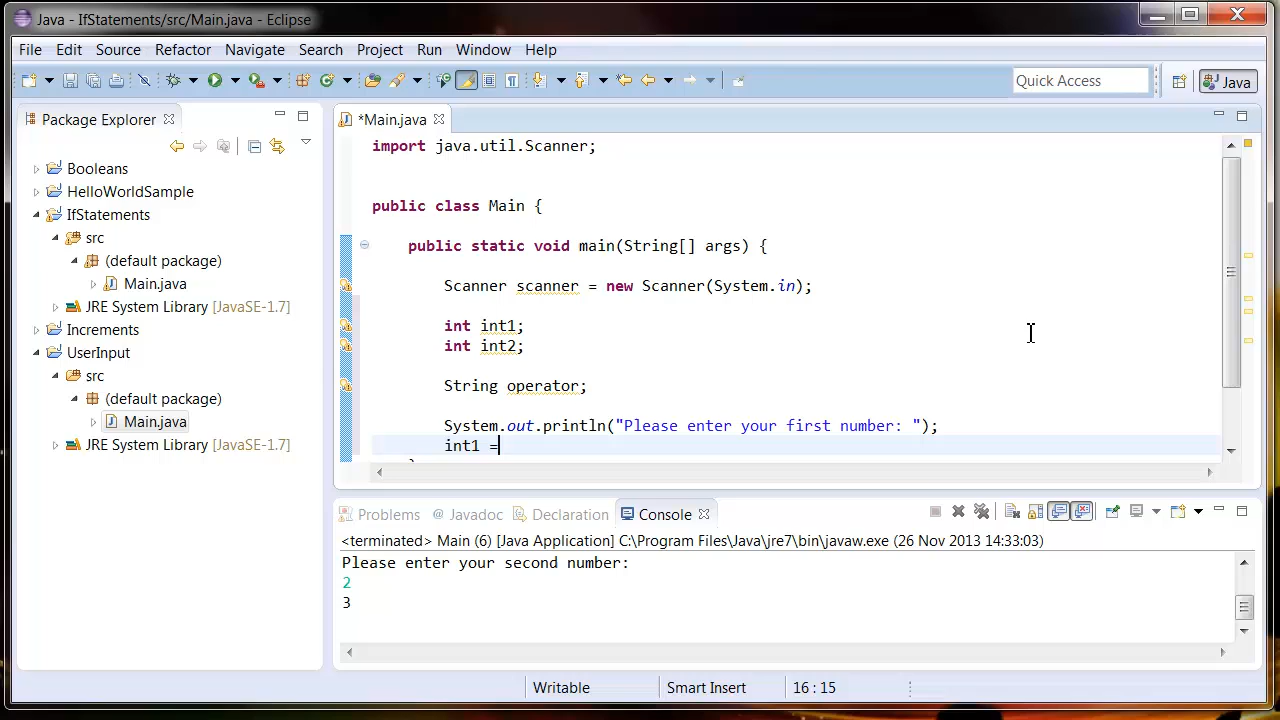 Java - IfStatements/src/Main.java - Eclipse
File Edit Source Refactor Navigate Search Project Run Window Help
Quick Access
Java
Package Explorer
Booleans
HelloWorldSample
IfStatements
src
(default package)
Main.java
JRE System Library [JavaSE-1.7]
Increments
UserInput
src
(default package)
Main.java
JRE System Library [JavaSE-1.7]
*Main.java
import java.util.Scanner;
public class Main {
public static void main(String[] args) {
Scanner scanner = new Scanner(System.in);
int int1;
int int2;
String operator;
System.out.println("Please enter your first number: ");
int1 =
Problems @ Javadoc Declaration Console
<terminated> Main (6) [Java Application] C:\Program Files\Java\jre7\bin\javaw.exe (26 Nov 2013 14:33:03)
Please enter your second number:
2
3
Writable Smart Insert 16 : 15